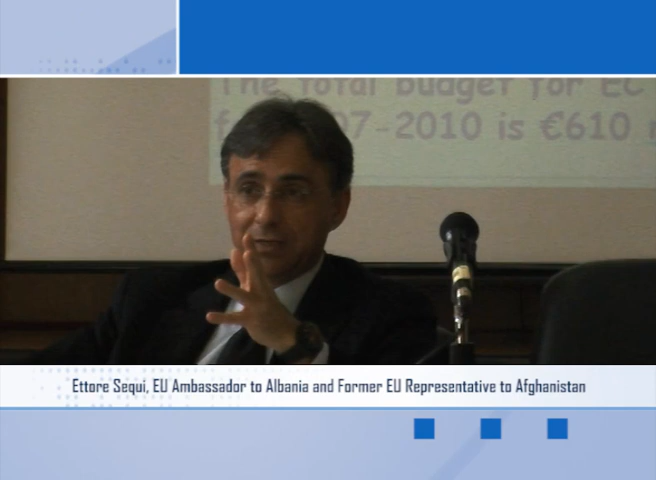 The total budget for EC
f 07-2010 is €610 m
Ettore Sequi, EU Ambassador to Albania and Former EU Representative to Afghanistan